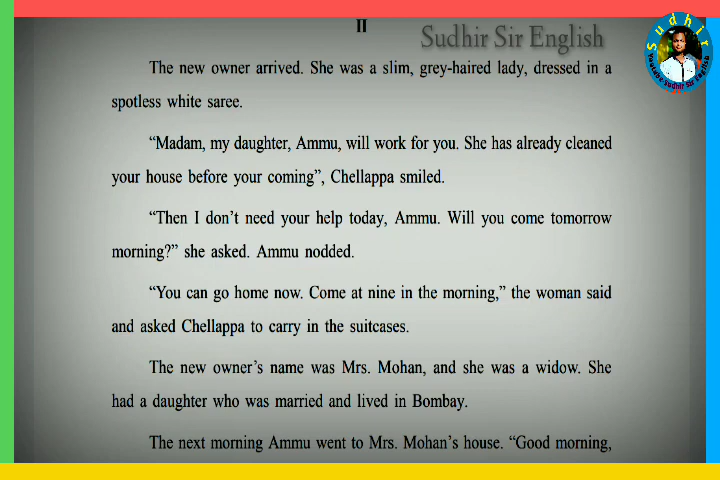 II
Sudhir Sir English
Sudhir
Youtube Sudhir Sir English
The new owner arrived. She was a slim, grey-haired lady, dressed in a
spotless white saree.
“Madam, my daughter, Ammu, will work for you. She has already cleaned
your house before your coming”, Chellappa smiled.
“Then I don’t need your help today, Ammu. Will you come tomorrow
morning?” she asked. Ammu nodded.
“You can go home now. Come at nine in the morning,” the woman said
and asked Chellappa to carry in the suitcases.
The new owner’s name was Mrs. Mohan, and she was a widow. She
had a daughter who was married and lived in Bombay.
The next morning Ammu went to Mrs. Mohan’s house. “Good morning,